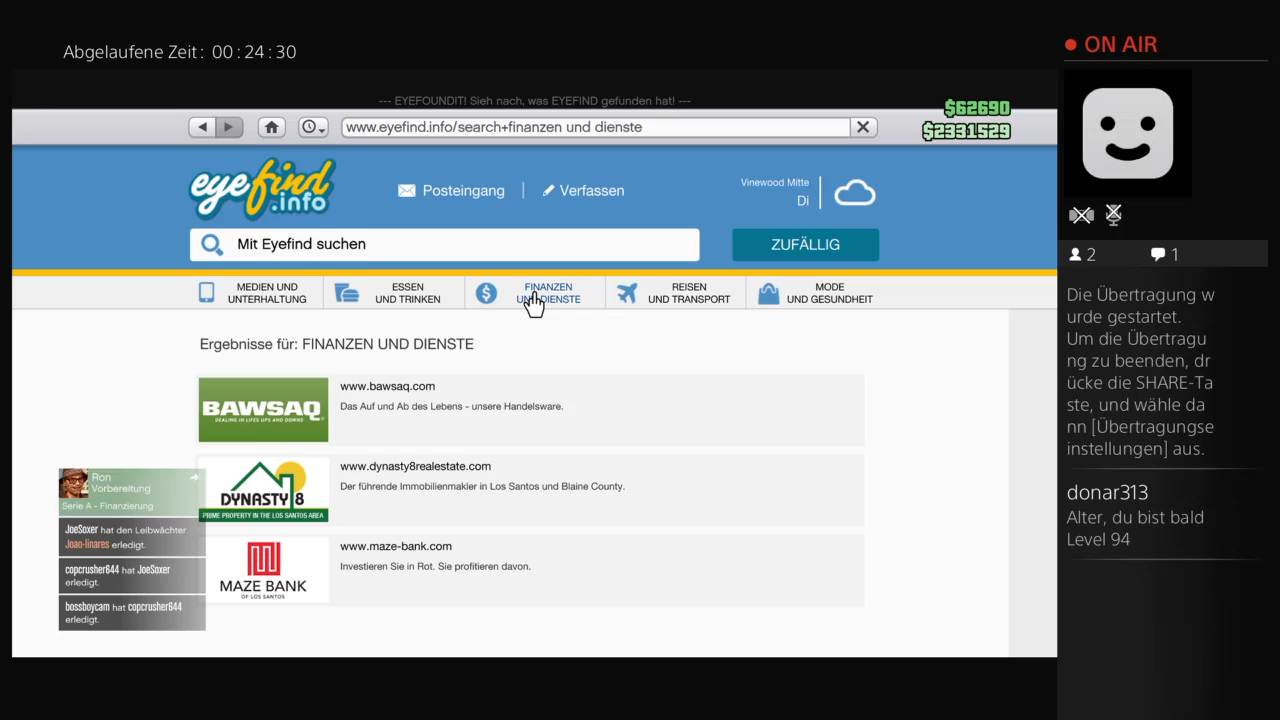 Abgelaufene Zeit: 00:24:30
ON AIR
--- EYEFOUNDIT! Sieh nach, was EYEFIND gefunden hat! ---
$62690
$2331529
www.eyefind.info/search+finanzen und dienste
eyefind
.info
Posteingang
Verfassen
Vinewood Mitte
Di
Mit Eyefind suchen
ZUFÄLLIG
MEDIEN UND
UNTERHALTUNG
ESSEN
UND TRINKEN
FINANZEN
UND DIENSTE
REISEN
UND TRANSPORT
MODE
UND GESUNDHEIT
Ergebnisse für: FINANZEN UND DIENSTE
BAWSAQ
DEALING IN LIFES UPS AND DOWNS
www.bawsaq.com
Das Auf und Ab des Lebens - unsere Handelsware.
DYNASTY 8
PRIME PROPERTY IN THE LOS SANTOS AREA
www.dynasty8realestate.com
Der führende Immobilienmakler in Los Santos und Blaine County.
MAZE BANK
OF LOS SANTOS
www.maze-bank.com
Investieren Sie in Rot. Sie profitieren davon.
Ron
Vorbereitung
Serie A - Finanzierung
JoeSoxer hat den Leibwächter
Joao-linares erledigt.
copcrusher644 hat JoeSoxer
erledigt.
bossboycam hat copcrusher644
erledigt.
2
1
Die Übertragung w
urde gestartet.
Um die Übertragu
ng zu beenden, dr
ücke die SHARE-Ta
ste, und wähle da
nn [Übertragungse
instellungen] aus.
donar313
Alter, du bist bald
Level 94